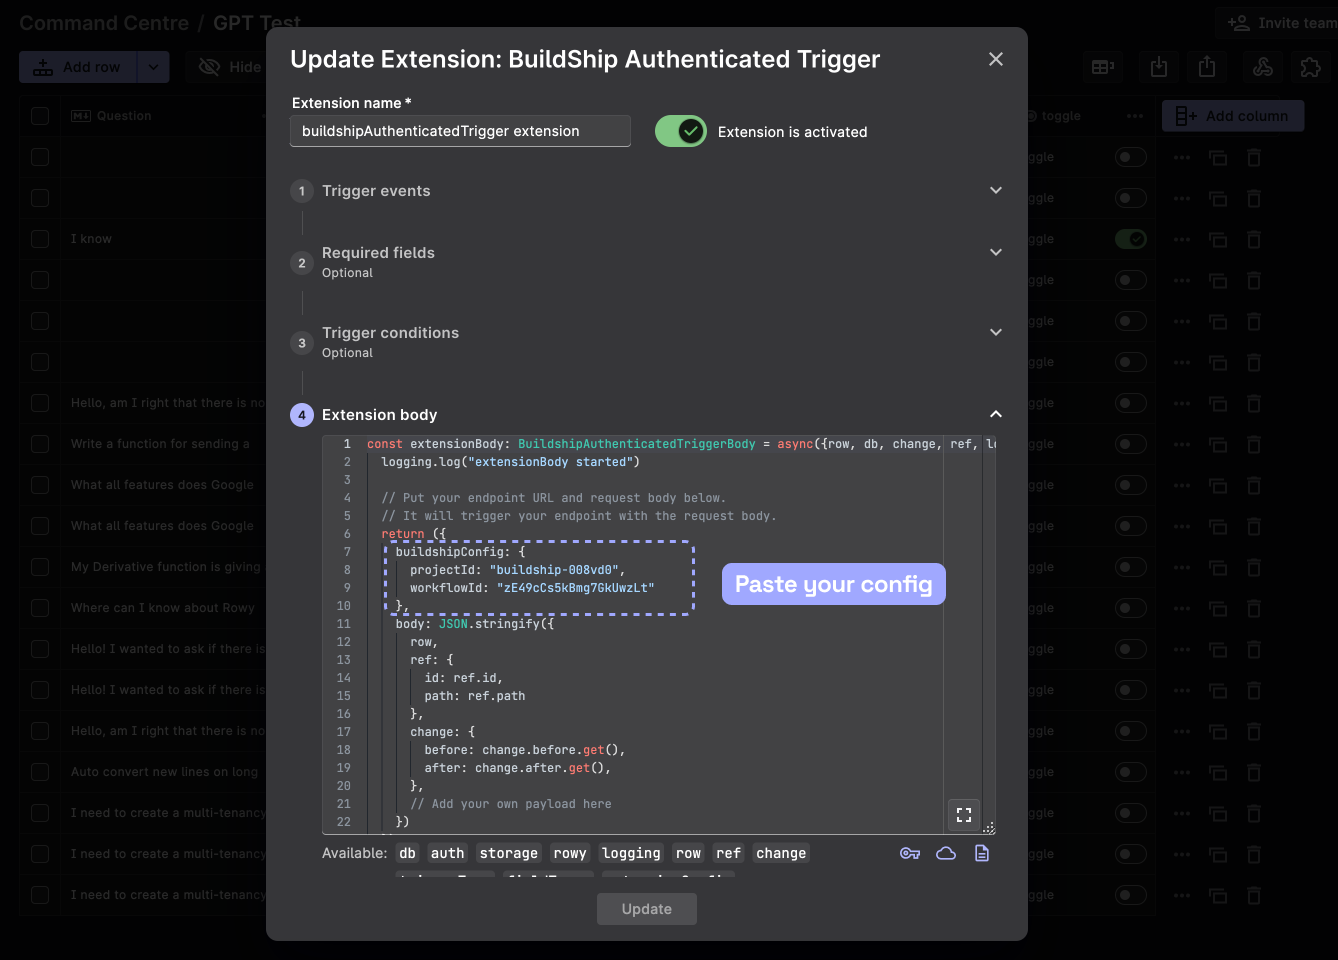 Command Centre / GPT Test
Invite team
Add row
Hide
Question
toggle
Add column
I know
Hello, am I right that there is no
Write a function for sending a
What all features does Google
What all features does Google
My Derivative function is giving
Where can I know about Rowy
Hello! I wanted to ask if there is
Hello! I wanted to ask if there is
Hello, am I right that there is no
Auto convert new lines on long
I need to create a multi-tenancy
I need to create a multi-tenancy
I need to create a multi-tenancy
Update Extension: BuildShip Authenticated Trigger
Extension name *
buildshipAuthenticatedTrigger extension
Extension is activated
1 Trigger events
2 Required fields
Optional
3 Trigger conditions
Optional
4 Extension body
1 const extensionBody: BuildshipAuthenticatedTriggerBody = async({row, db, change, ref, lo
2 logging.log("extensionBody started")
3
4 // Put your endpoint URL and request body below.
5 // It will trigger your endpoint with the request body.
6 return ({
7 buildshipConfig: {
8 projectId: "buildship-008vd0",
9 workflowId: "zE49cCs5kBmg7GkUwzLt"
10 },
Paste your config
11 body: JSON.stringify({
12 row,
13 ref: {
14 id: ref.id,
15 path: ref.path
16 },
17 change: {
18 before: change.before.get(),
19 after: change.after.get(),
20 },
21 // Add your own payload here
22 })
Available: db auth storage rowy logging row ref change
Update